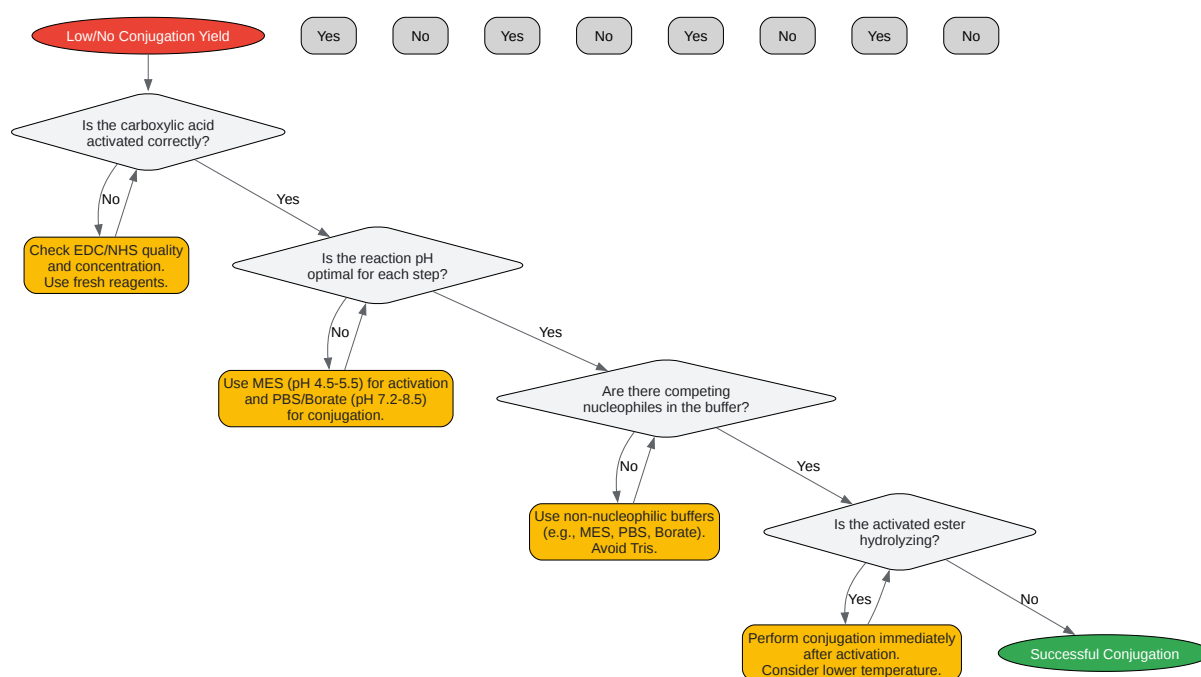 Low/No Conjugation Yield
Yes
No
Yes
No
Yes
No
Yes
No
Is the carboxylic acid
activated correctly?
No
Yes
Check EDC/NHS quality
and concentration.
Use fresh reagents.
Is the reaction pH
optimal for each step?
No
Yes
Use MES (pH 4.5-5.5) for activation
and PBS/Borate (pH 7.2-8.5)
for conjugation.
Are there competing
nucleophiles in the buffer?
No
Yes
Use non-nucleophilic buffers
(e.g., MES, PBS, Borate).
Avoid Tris.
Is the activated ester
hydrolyzing?
Yes
No
Perform conjugation immediately
after activation.
Consider lower temperature.
Successful Conjugation